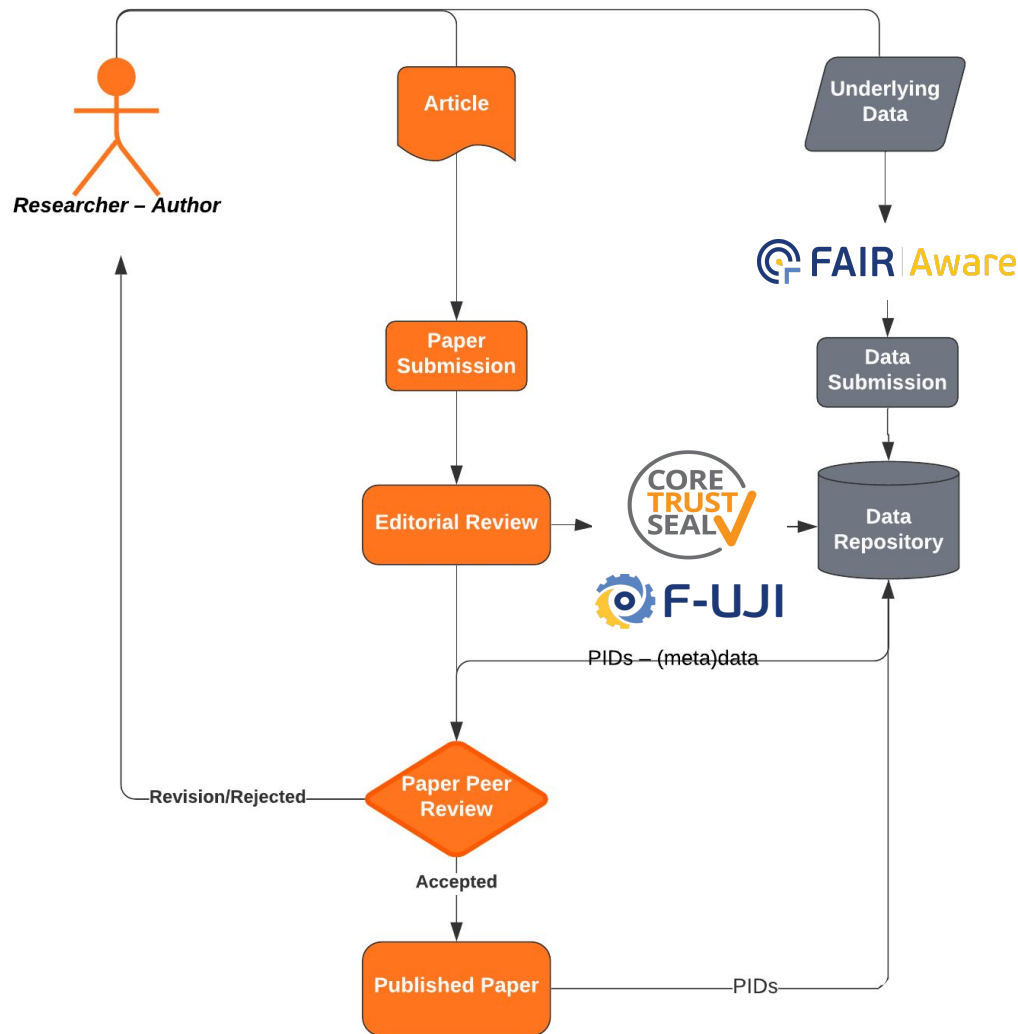 Article
Underlying
Data
Researcher – Author
FAIR Aware
Paper
Submission
Data
Submission
CORE
TRUST
SEAL
Editorial Review
Data
Repository
F-UJI
PIDs – (meta)data
Paper Peer
Review
Revision/Rejected
Accepted
Published Paper
PIDs